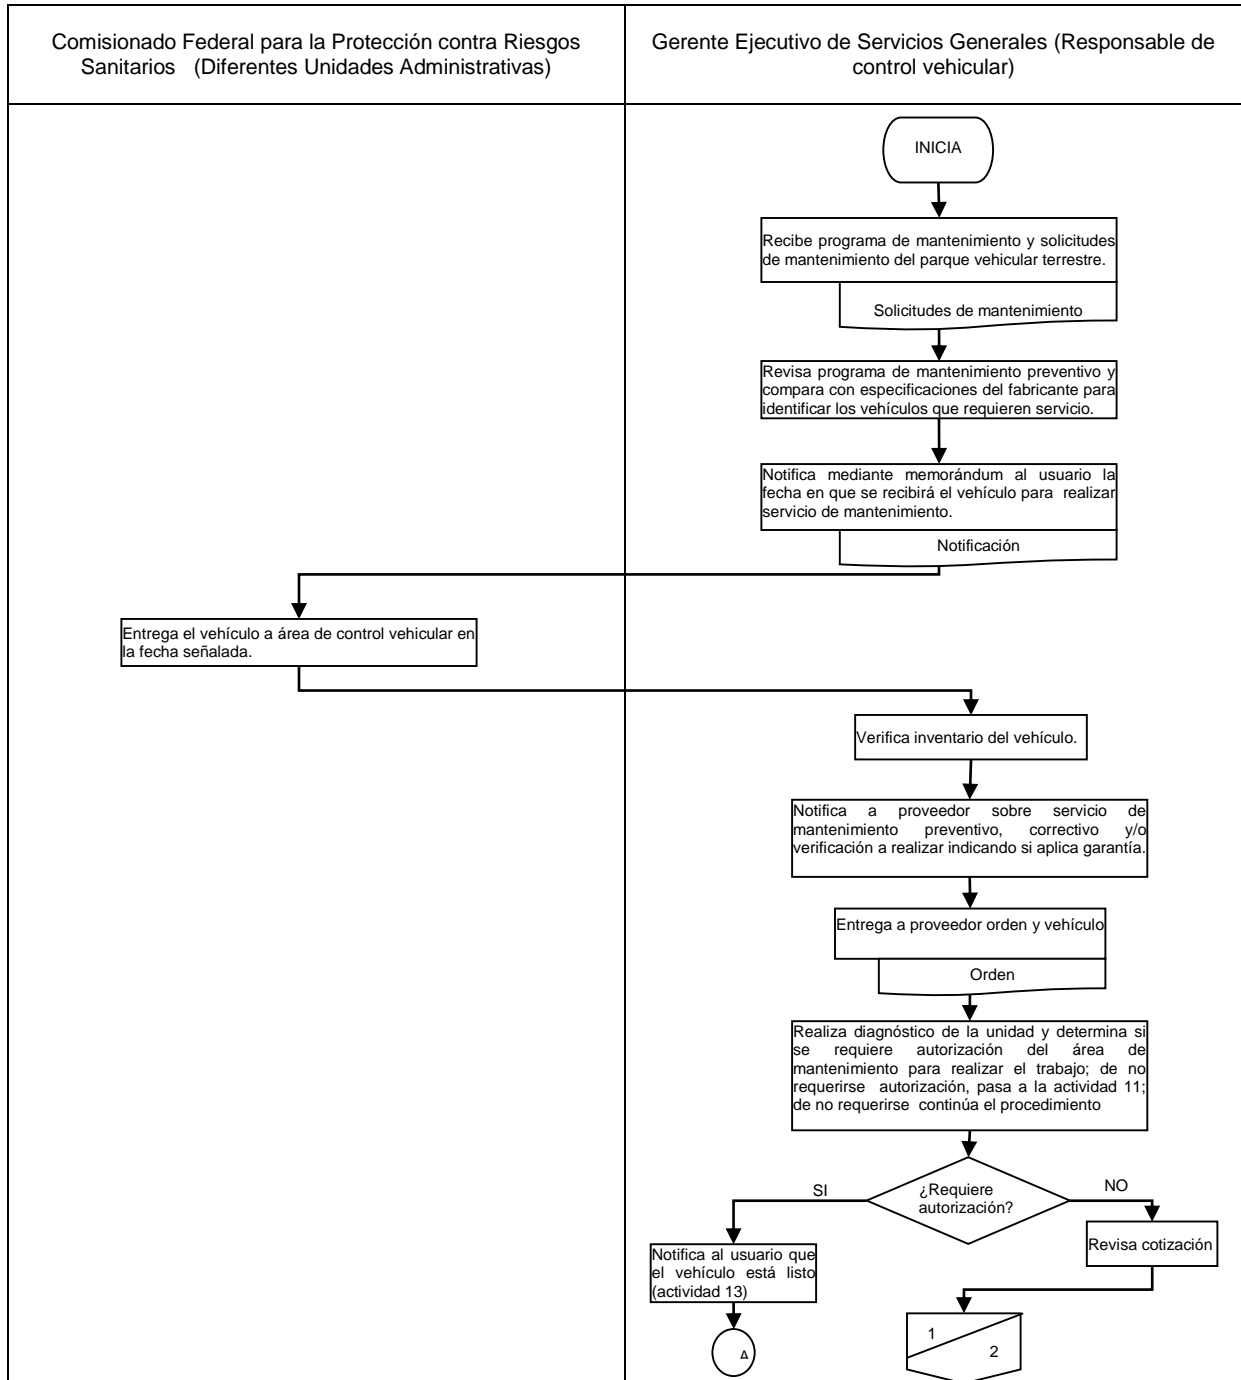 Comisionado Federal para la Protección contra Riesgos
Sanitarios (Diferentes Unidades Administrativas)
Gerente Ejecutivo de Servicios Generales (Responsable de
control vehicular)
INICIA
Recibe programa de mantenimiento y solicitudes
de mantenimiento del parque vehicular terrestre.
Solicitudes de mantenimiento
Revisa programa de mantenimiento preventivo y
compara con especificaciones del fabricante para
identificar los vehículos que requieren servicio.
Notifica mediante memorándum al usuario la
fecha en que se recibirá el vehículo para realizar
servicio de mantenimiento.
Notificación
Entrega el vehículo a área de control vehicular en
la fecha señalada.
Verifica inventario del vehículo.
Notifica a proveedor sobre servicio de
mantenimiento preventivo, correctivo y/o
verificación a realizar indicando si aplica garantía.
Entrega a proveedor orden y vehículo
Orden
Realiza diagnóstico de la unidad y determina si
se requiere autorización del área de
mantenimiento para realizar el trabajo; de no
requerirse autorización, pasa a la actividad 11;
de no requerirse continúa el procedimiento
¿Requiere
autorización?
SI
NO
Notifica al usuario que
el vehículo está listo
(actividad 13)
Revisa cotización
A
1
2